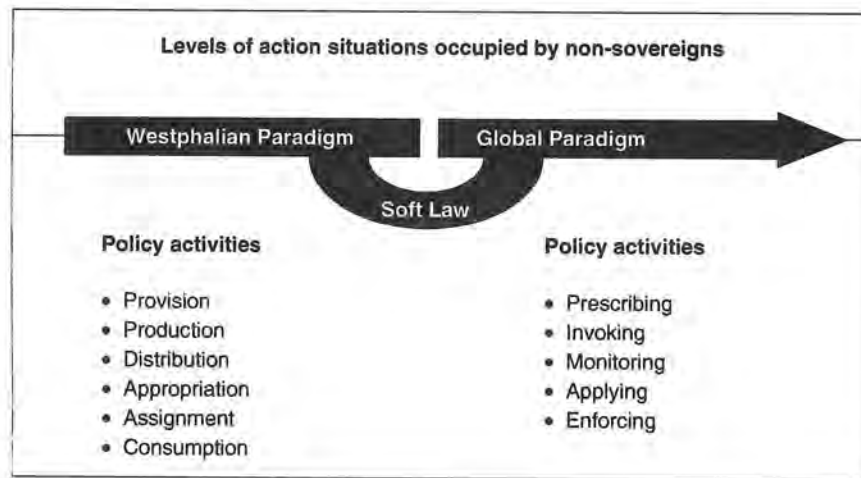 Levels of action situations occupied by non-sovereigns
Westphalian Paradigm
Global Paradigm
Soft Law
Policy activities
• Provision
• Production
• Distribution
• Appropriation
• Assignment
• Consumption
Policy activities
• Prescribing
• Invoking
• Monitoring
• Applying
• Enforcing